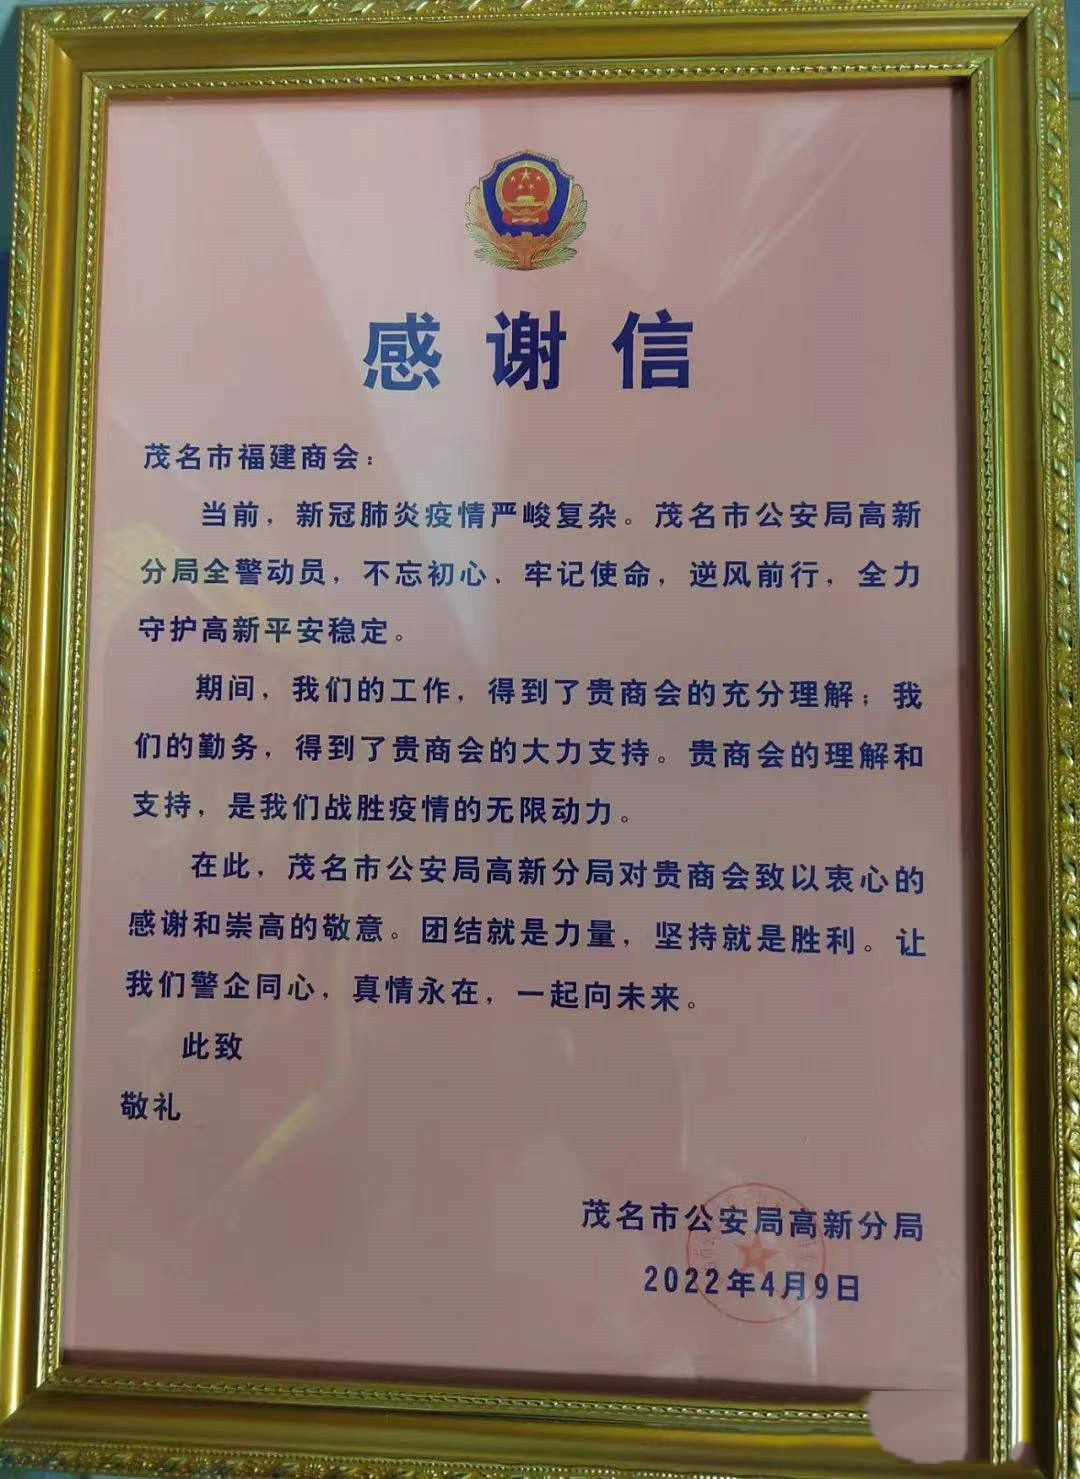 感谢信
茂名市福建商会：
当前，新冠肺炎疫情严峻复杂。茂名市公安局高新
分局全警动员，不忘初心、牢记使命，逆风前行，全力
守护高新平安稳定。
期间，我们的工作，得到了贵商会的充分理解；我
们的勤务，得到了贵商会的大力支持。贵商会的理解和
支持，是我们战胜疫情的无限动力。
在此，茂名市公安局高新分局对贵商会致以衷心的
感谢和崇高的敬意。团结就是力量，坚持就是胜利。让
我们警企同心，真情永在，一起向未来。
此致
敬礼
茂名市公安局高新分局
2022年4月9日